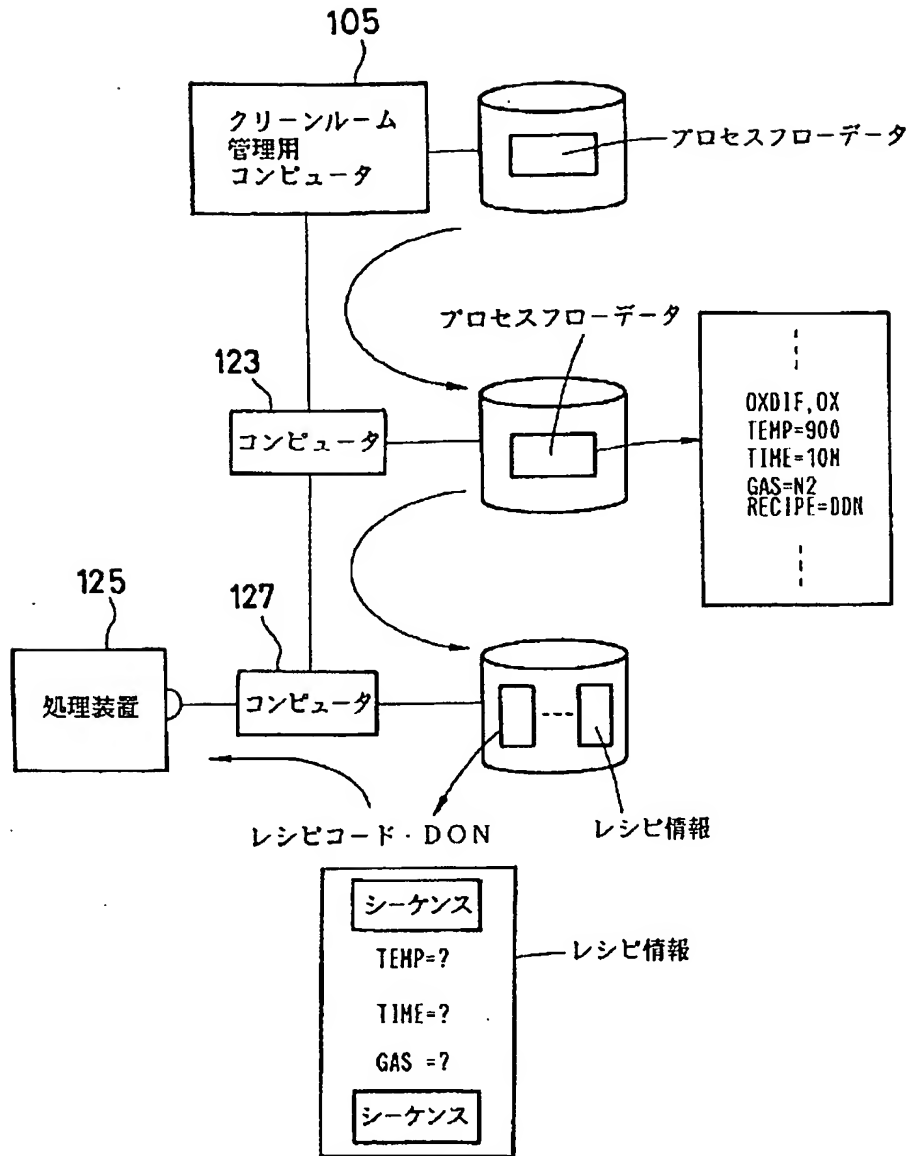 105
クリーンルーム
管理用
コンピュータ
プロセスフローデータ
プロセスフローデータ
123
コンピュータ
OXDIF,OX
TEMP=900
TIME=10M
GAS=N2
RECIPE=DDN
125
処理装置
127
コンピュータ
レシピコード・DON
レシピ情報
シーケンス
TEMP=?
TIME=?
GAS =?
シーケンス
レシピ情報